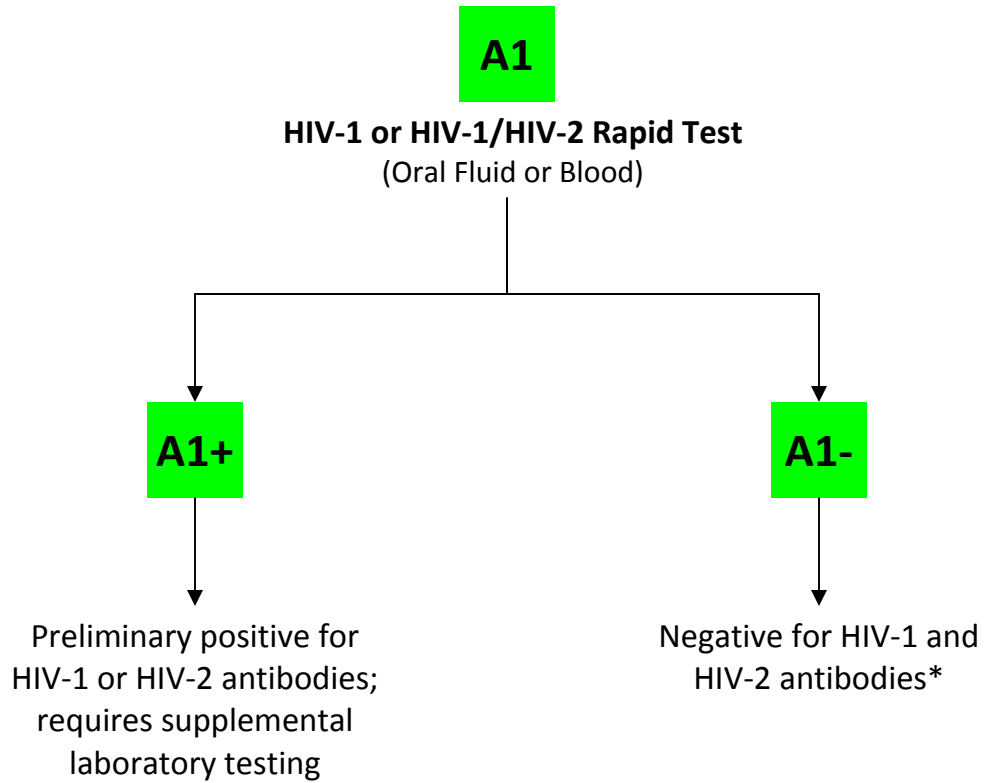 A1
HIV-1 or HIV-1/HIV-2 Rapid Test
(Oral Fluid or Blood)
A1+
A1-
Preliminary positive for
HIV-1 or HIV-2 antibodies;
requires supplemental
laboratory testing
Negative for HIV-1 and
HIV-2 antibodies*